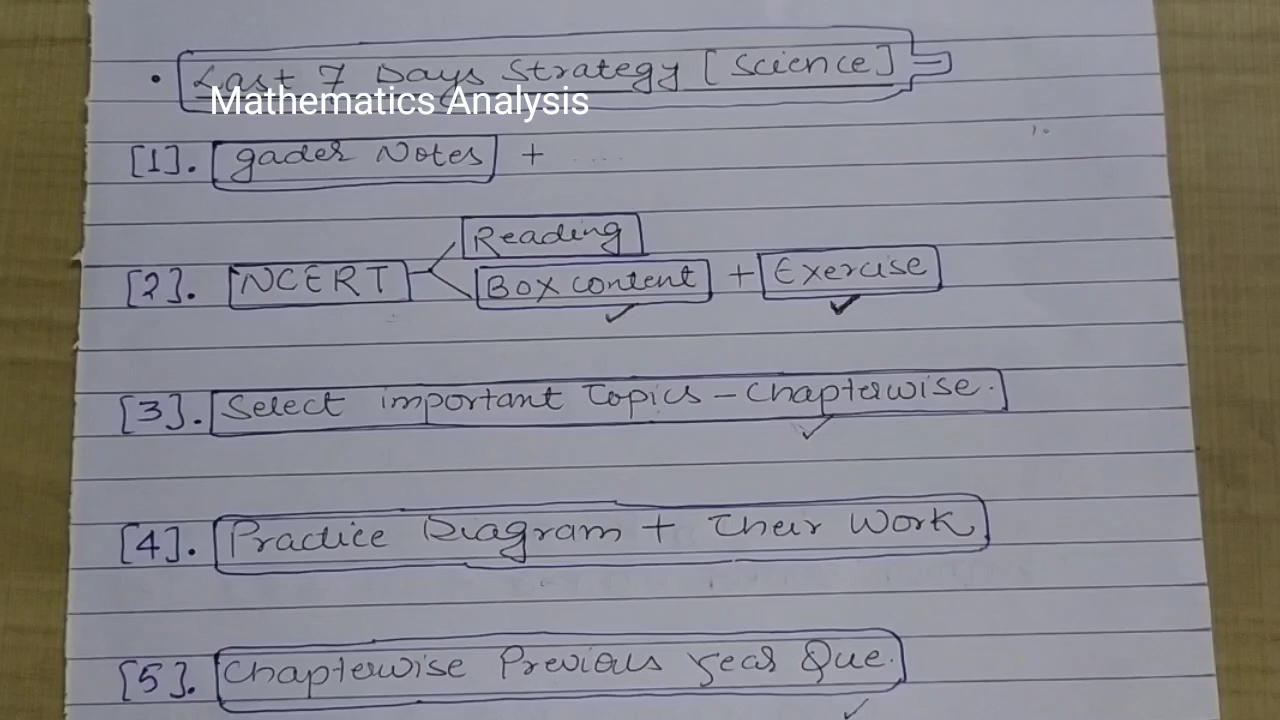 • Last 7 Days Strategy [Science]
Mathematics Analysis
[1]. gader Notes +
Reading
[2]. NCERT Box content + Exercise
[3]. Select important Topics - Chapterwise.
[4]. Practice Diagram + Their Work
[5]. Chapterwise Previous year Que.